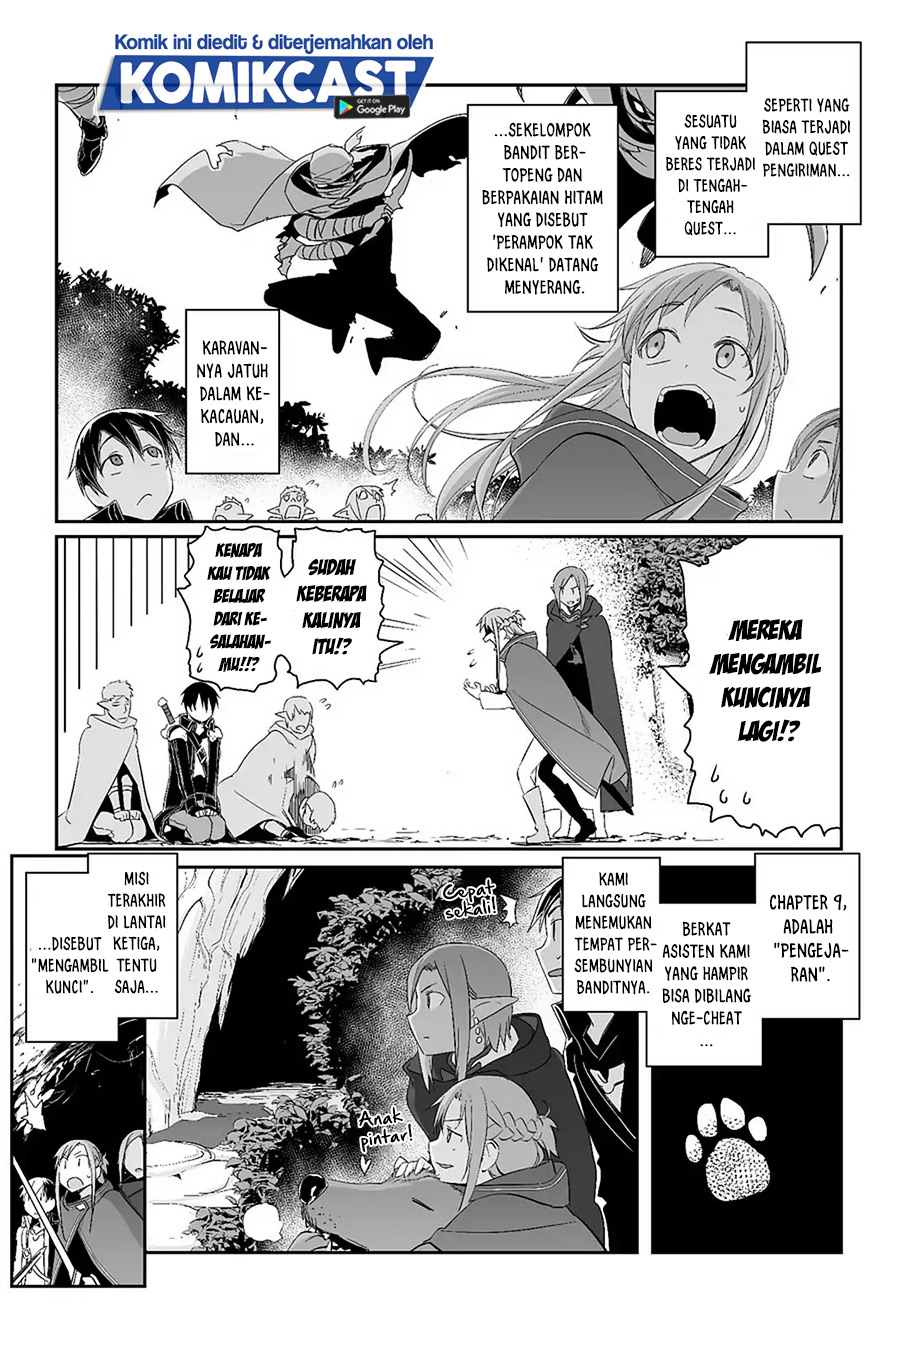 Komik ini diedit & diterjemahkan oleh
KOMIKCAST
GET IT ON
Google Play
SEPERTI YANG
BIASA TERJADI
DALAM QUEST
PENGIRIMAN...
SESUATU
YANG TIDAK
BERES TERJADI
DI TENGAH-
TENGAH
QUEST...
...SEKELOMPOK
BANDIT BER-
TOPENG DAN
BERPAKAIAN HITAM
YANG DISEBUT
'PERAMPOK TAK
DIKENAL' DATANG
MENYERANG.
KARAVAN-
NYA JATUH
DALAM KE-
KACAUAN,
DAN...
MEREKA
MENGAMBIL
KUNCINYA
LAGI!?
SUDAH
KEBERAPA
KALINYA
ITU!?
KENAPA
KAU TIDAK
BELAJAR
DARI KE-
SALAHAN-
MU!!?
CHAPTER 9,
ADALAH
"PENGEJA-
RAN".
BERKAT
ASISTEN KAMI
YANG HAMPIR
BISA DIBILANG
NGE-CHEAT
...
KAMI
LANGSUNG
MENEMUKAN
TEMPAT PER-
SEMBUNYIAN
BANDITNYA.
Cepat
sekali!
Anak
pintar!
MISI
TERAKHIR
DI LANTAI
KETIGA,
TENTU
SAJA...
...DISEBUT
"MENGAMBIL
KUNCI".